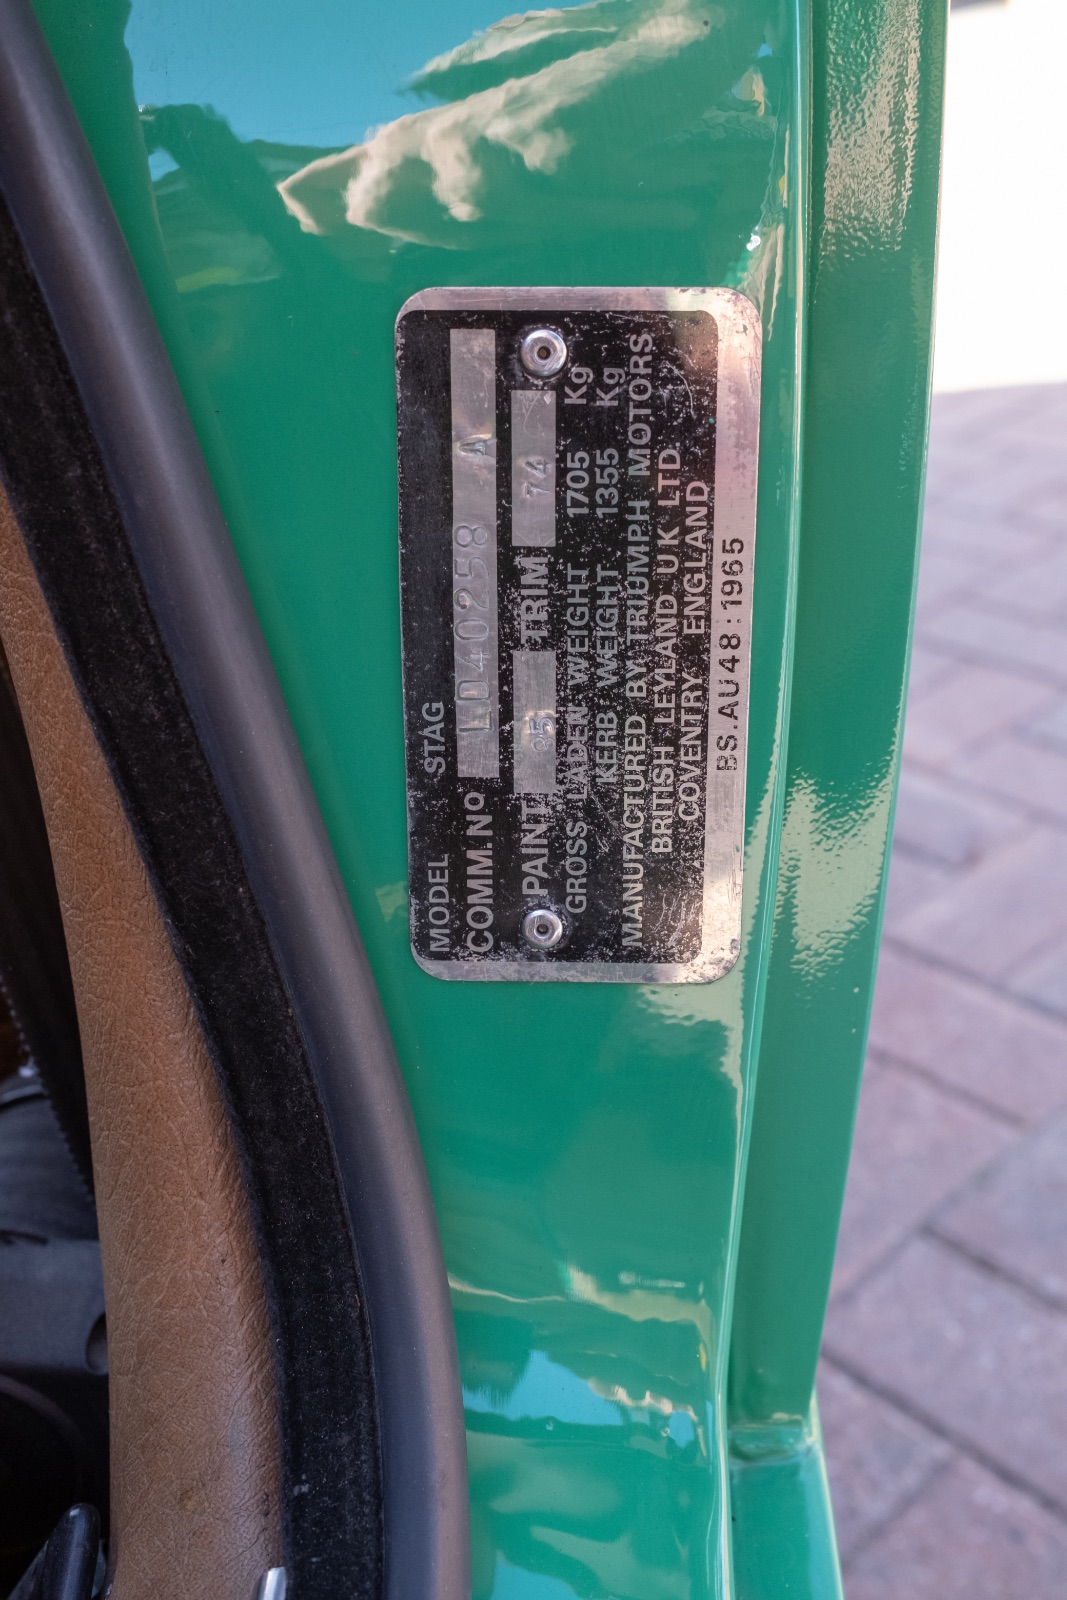 MODEL STAG
COMM.NO LD40258 A
PAINT TRIM 74
GROSS LADEN WEIGHT 1705 Kg
KERB WEIGHT 1355 Kg
MANUFACTURED BY TRIUMPH MOTORS
BRITISH LEYLAND UK LTD
COVENTRY ENGLAND
BS.AU48:1965